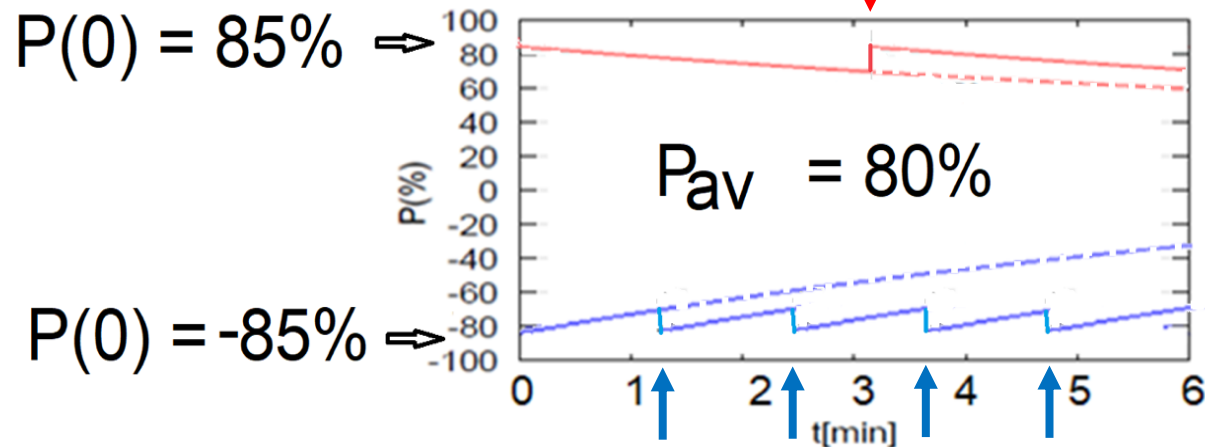 P(0) = 85% ⇨
P(0) = -85% ⇨
P(%)
100
80
60
40
20
0
-20
-40
-60
-80
-100
Pav = 80%
0 1 2 3 4 5 6
t[min]